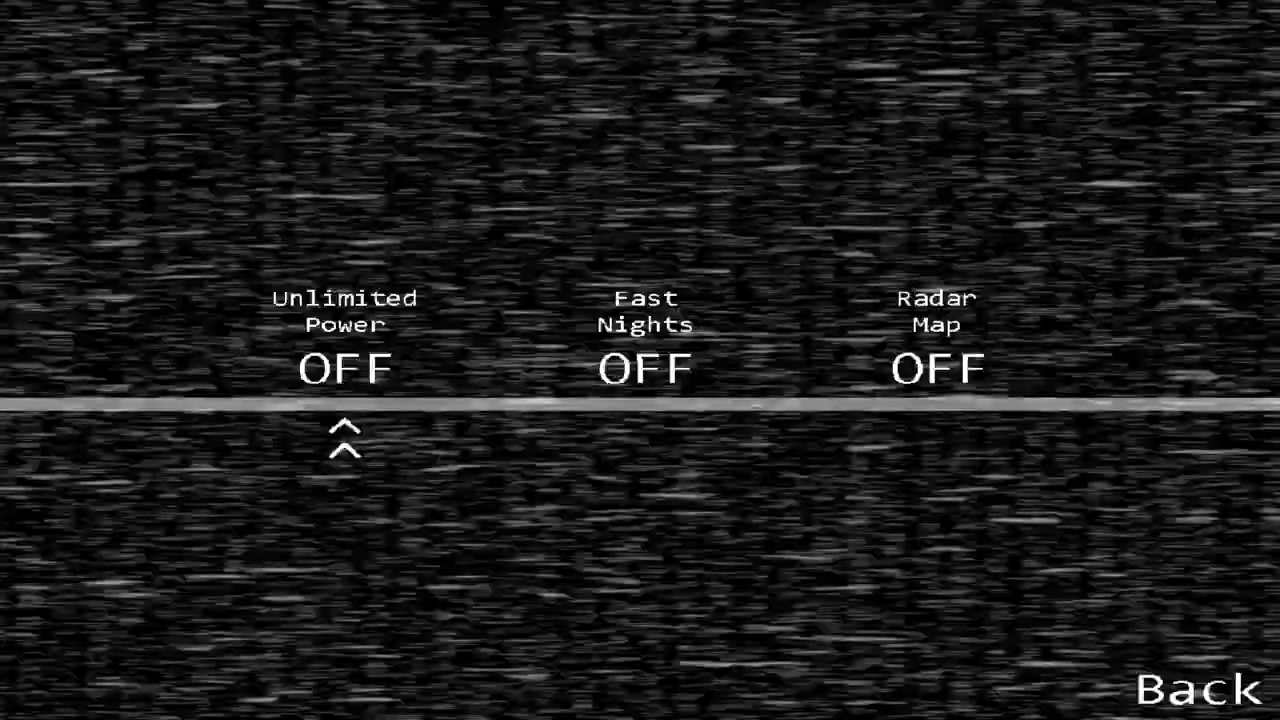 Unlimited
Power
OFF
Fast
Nights
OFF
Radar
Map
OFF
Back